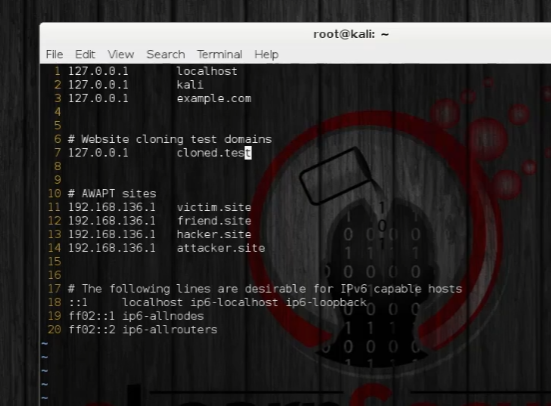 root@kali: ~
File Edit View Search Terminal Help
1 127.0.0.1 localhost
2 127.0.0.1 kali
3 127.0.0.1 example.com
4
5
6 # Website cloning test domains
7 127.0.0.1 cloned.test
8
9
10 # AWAPT sites
11 192.168.136.1 victim.site
12 192.168.136.1 friend.site
13 192.168.136.1 hacker.site
14 192.168.136.1 attacker.site
15
16
17 # The following lines are desirable for IPv6 capable hosts
18 ::1 localhost ip6-localhost ip6-loopback
19 ff02::1 ip6-allnodes
20 ff02::2 ip6-allrouters
~
~
~
~
~